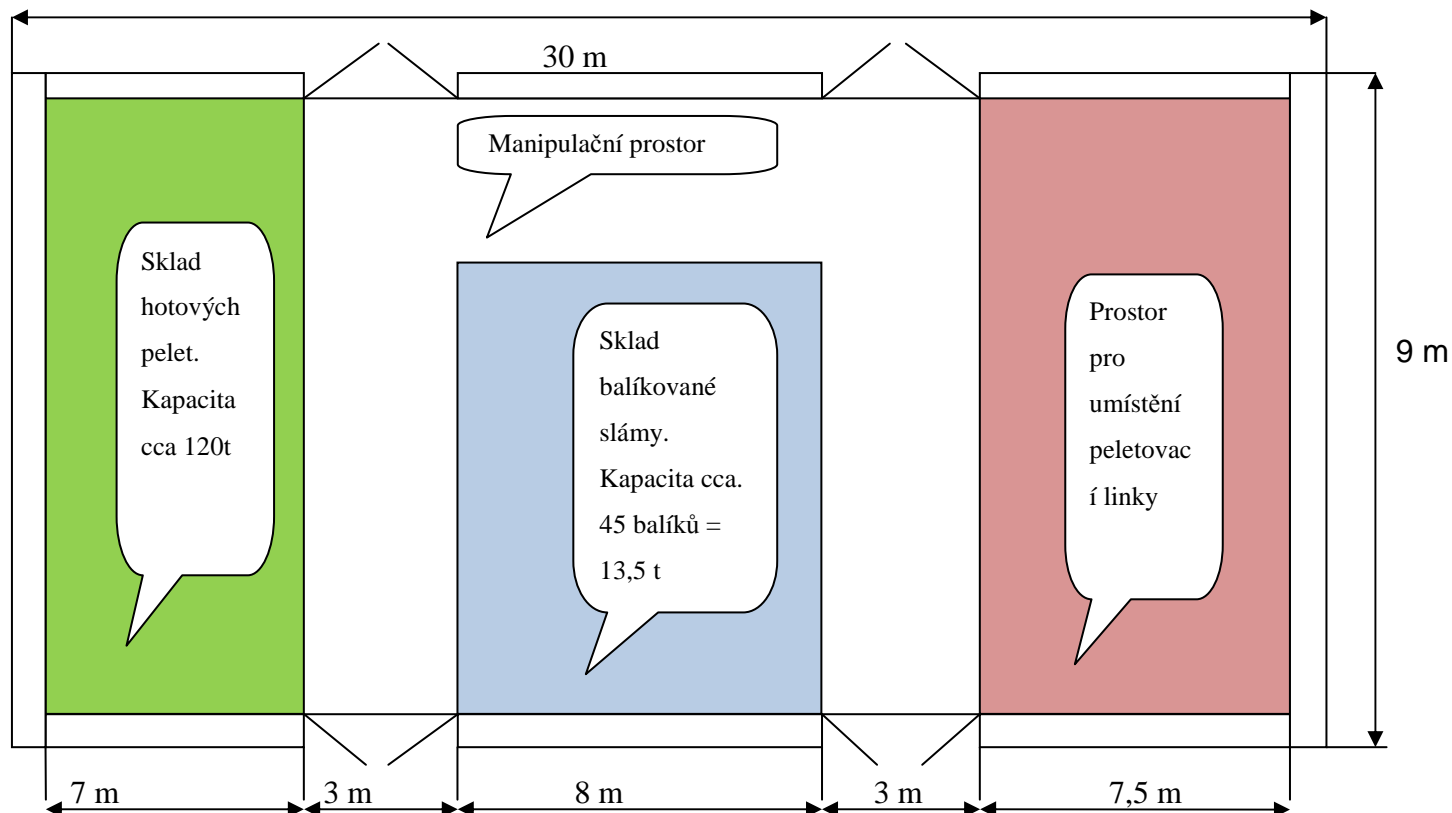 30 m
Manipulační prostor
Sklad
hotových
pelet.
Kapacita
cca 120t
Sklad
balíkované
slámy.
Kapacita cca.
45 balíků =
13,5 t
Prostor
pro
umístění
peletovac
í linky
9 m
7 m
3 m
8 m
3 m
7,5 m